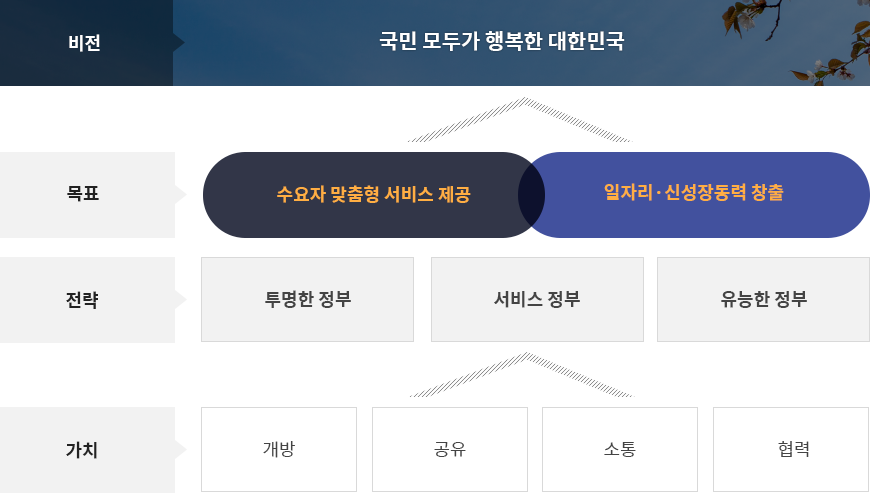 비전
국민 모두가 행복한 대한민국
목표
수요자 맞춤형 서비스 제공
일자리·신성장동력 창출
전략
투명한 정부
서비스 정부
유능한 정부
가치
개방
공유
소통
협력